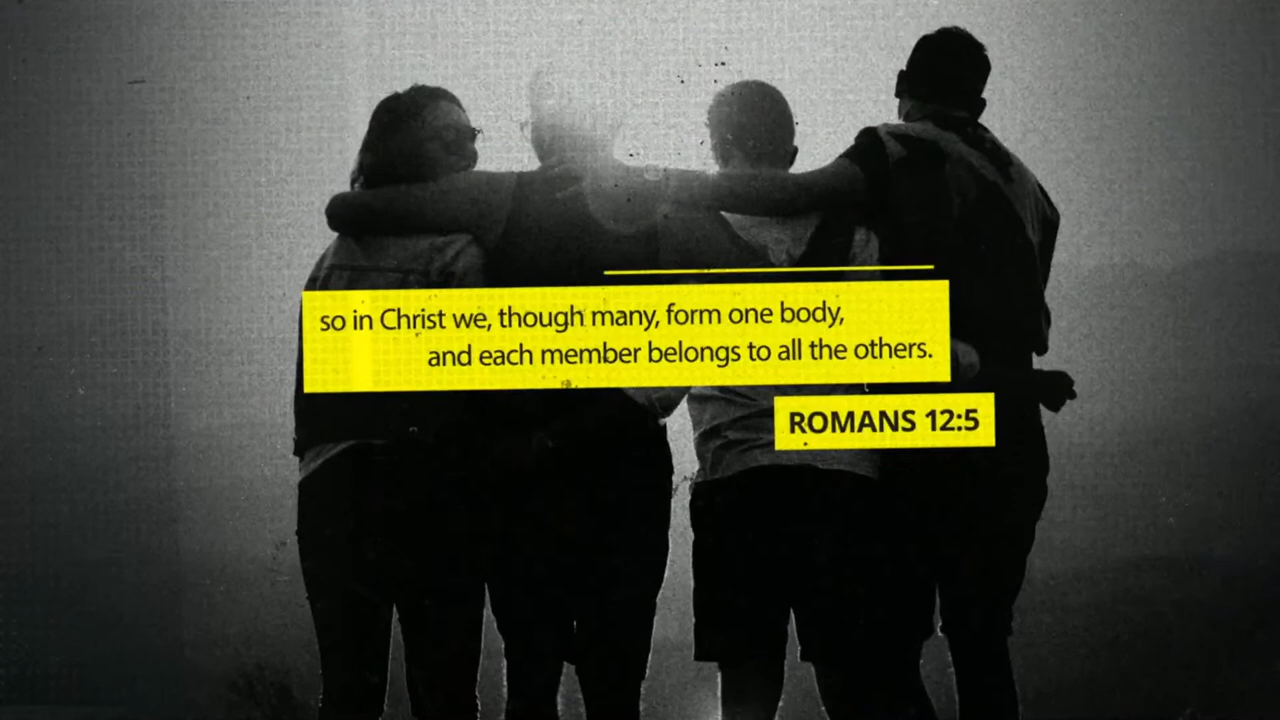 so in Christ we, though many, form one body,
and each member belongs to all the others.
ROMANS 12:5